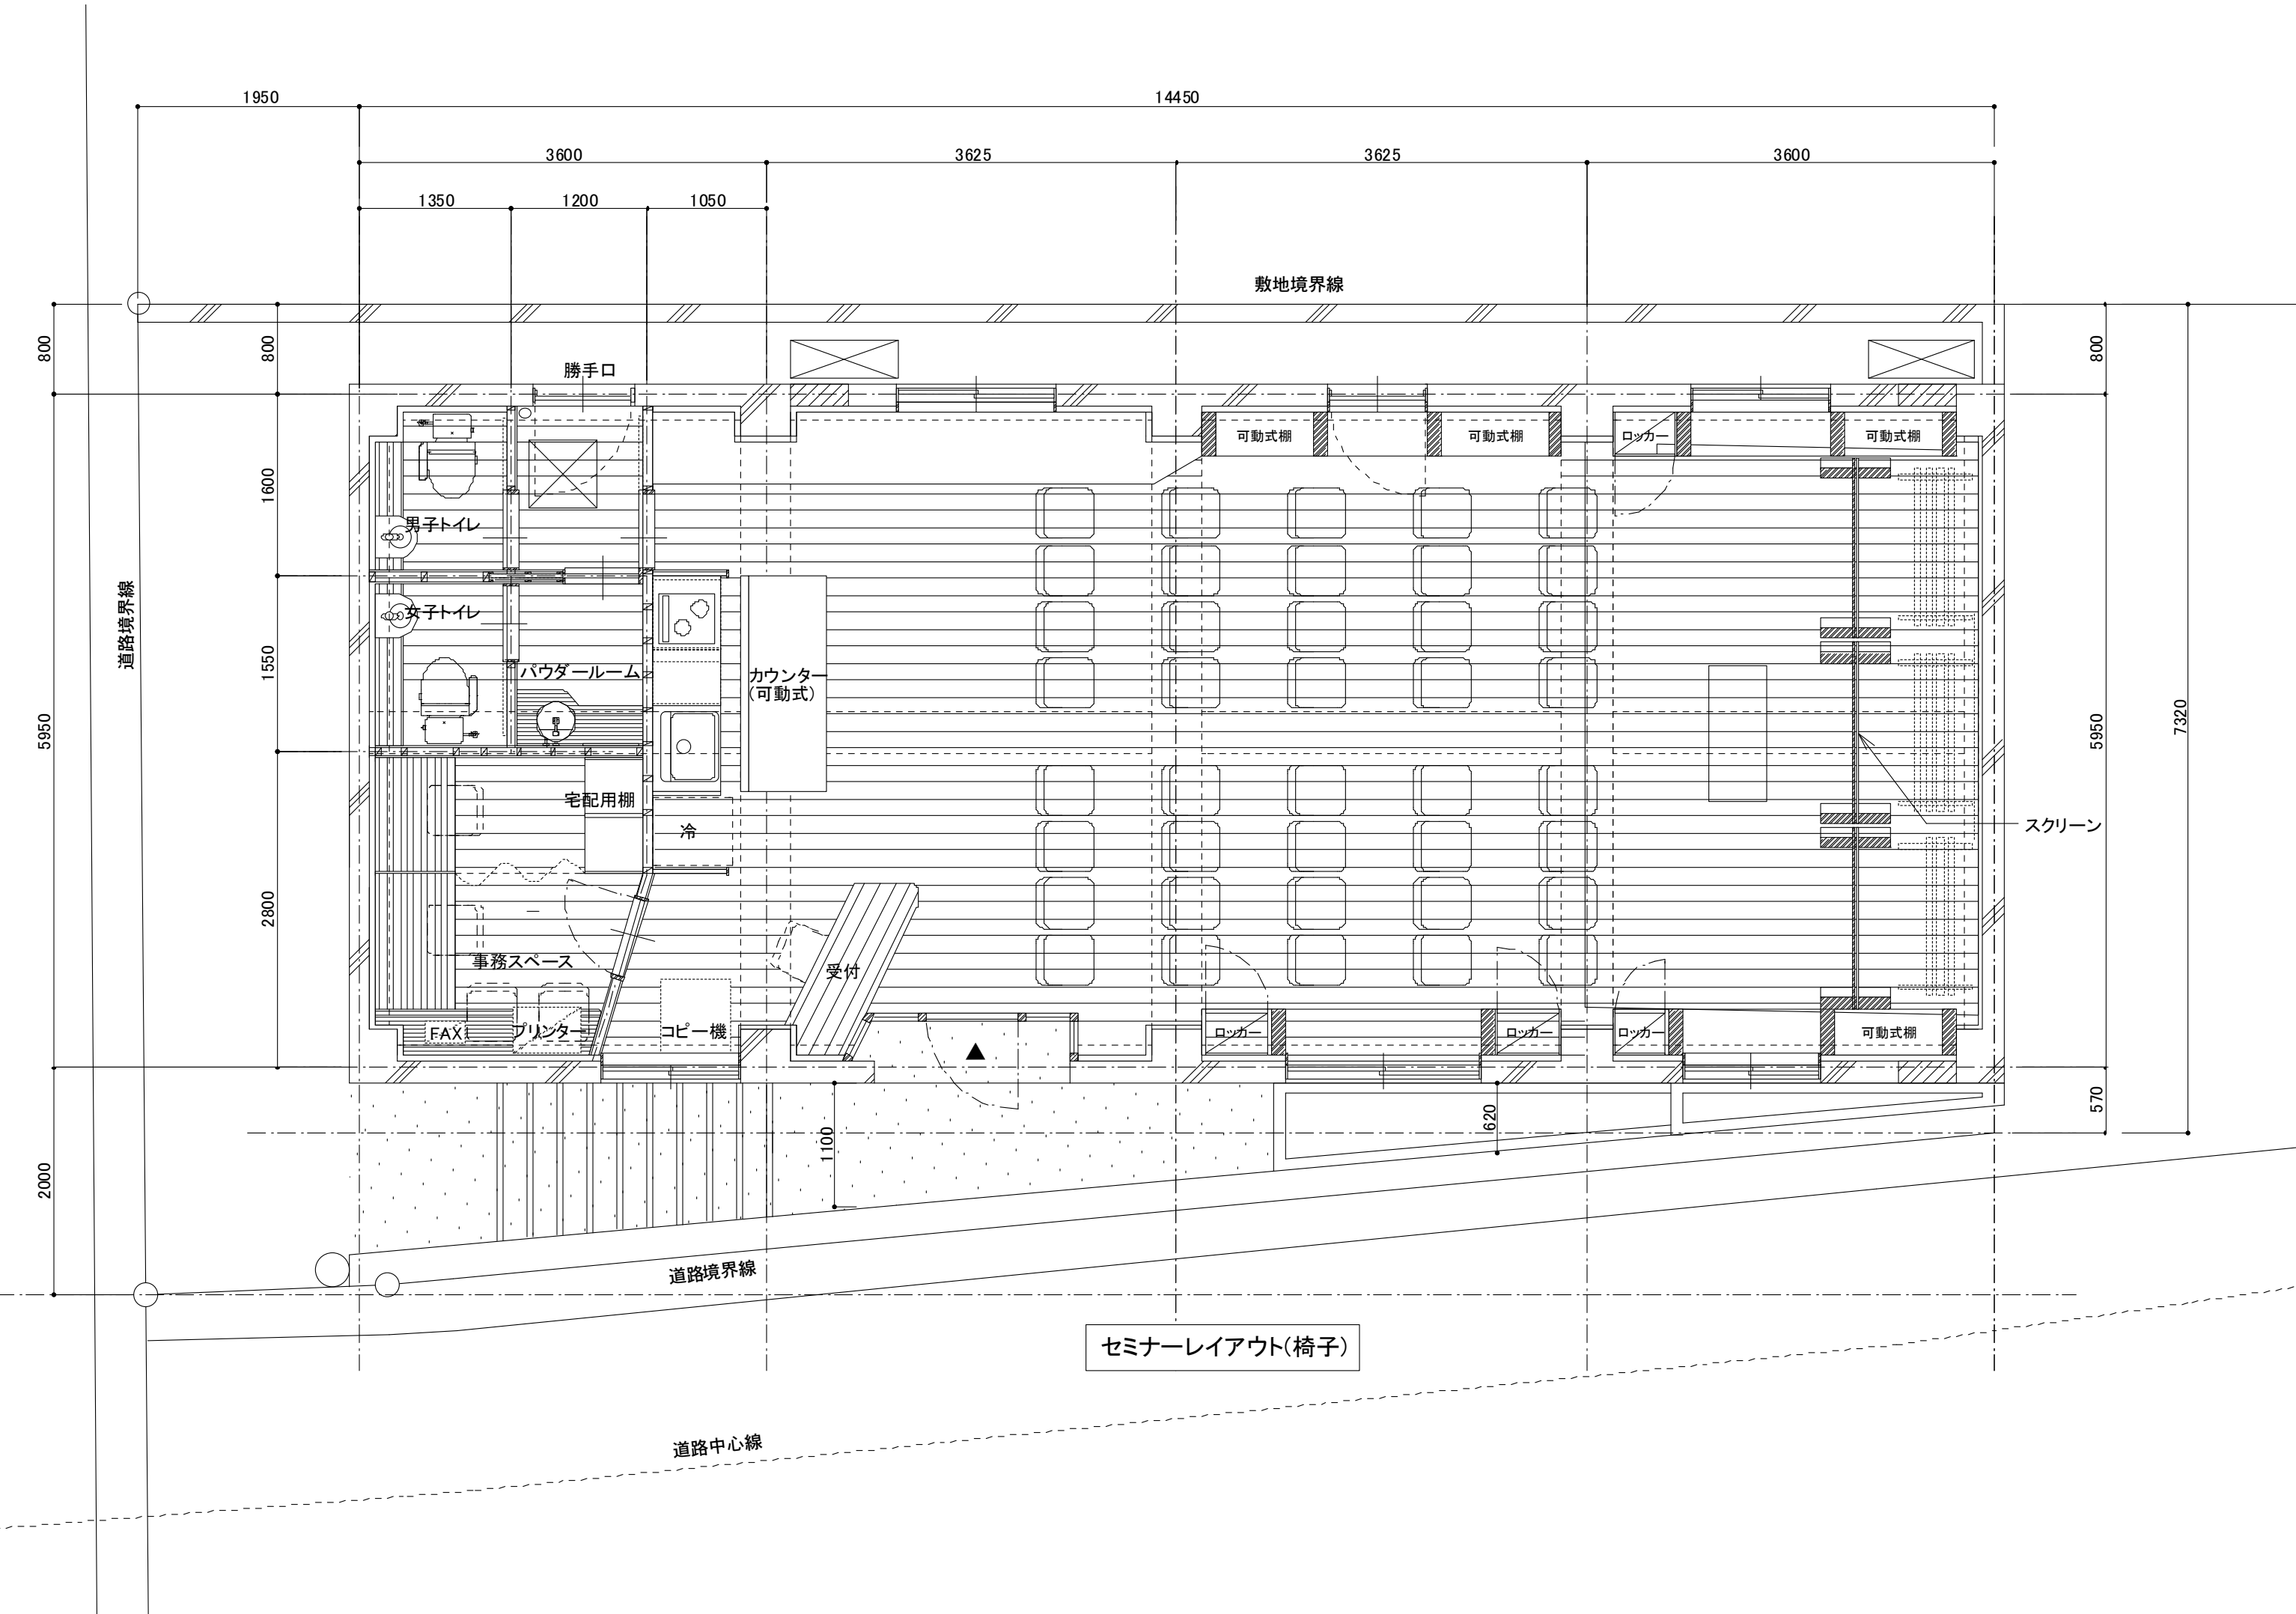 1950
14450
3600
3625
3625
3600
1350
1200
1050
敷地境界線
800
800
800
勝手口
可動式棚
可動式棚
ロッカー
可動式棚
1600
男子トイレ
道路境界線
女子トイレ
1550
パウダールーム
カウンター
(可動式)
5950
5950
7320
宅配用棚
冷
スクリーン
2800
事務スペース
受付
FAX
プリンター
コピー機
ロッカー
ロッカー
ロッカー
可動式棚
570
620
1100
2000
道路境界線
セミナーレイアウト(椅子)
道路中心線